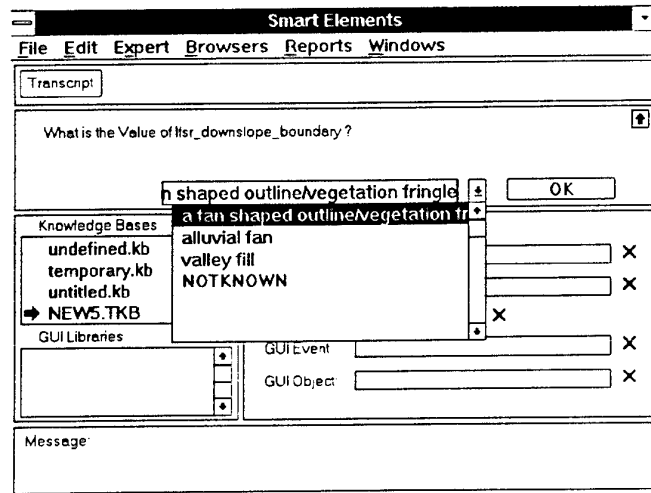 Smart Elements
File Edit Expert Browsers Reports Windows
Transcript
What is the Value of ltsr_downslope_boundary ?
n shaped outline/vegetation fringle
OK
a fan shaped outline/vegetation fr
alluvial fan
valley fill
NOTKNOWN
Knowledge Bases
undefined.kb
temporary.kb
untitled.kb
NEW5.TKB
GUI Libraries
GUI Event
GUI Object:
Message: